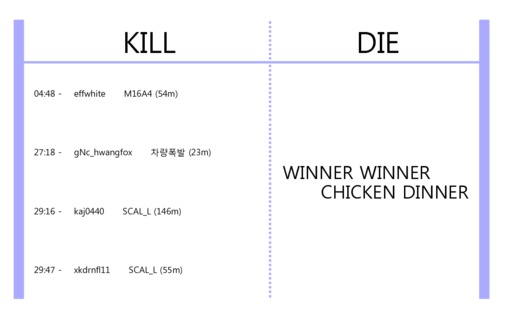 KILL
DIE
04:48 - effwhite M16A4 (54m)
27:18 - gNc_hwangfox 차량폭발 (23m)
29:16 - kaj0440 SCAL_L (146m)
29:47 - xkdrnfl11 SCAL_L (55m)
WINNER WINNER
CHICKEN DINNER